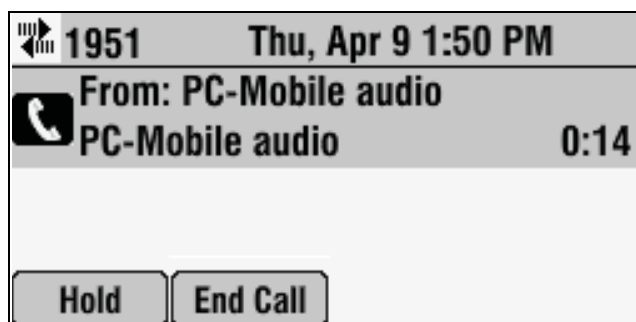 1951 Thu, Apr 9 1:50 PM
From: PC-Mobile audio
PC-Mobile audio 0:14
Hold End Call